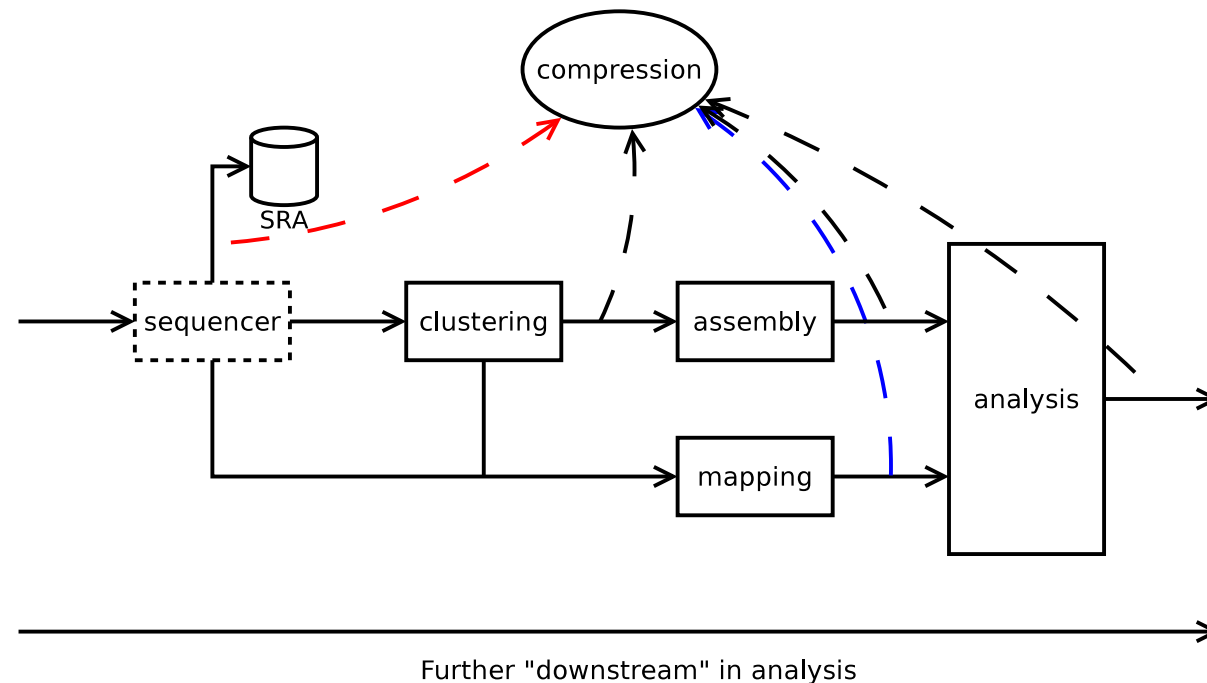 compression
SRA
sequencer
clustering
assembly
analysis
mapping
Further "downstream" in analysis